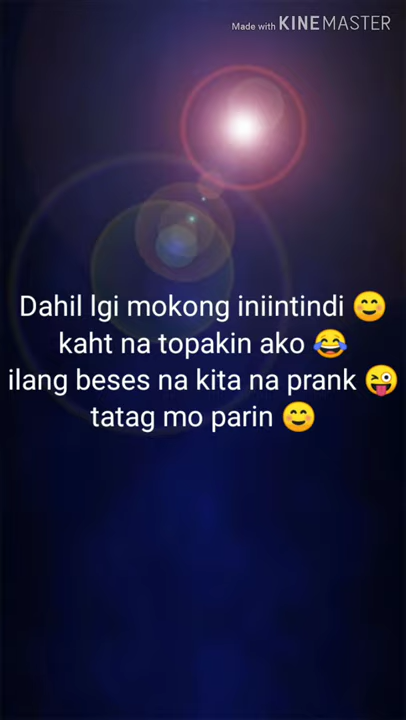 Made with KINEMASTER
Dahil lgi mokong iniintindi 😊
kaht na topakin ako 😂
ilang beses na kita na prank 😜
tatag mo parin 😊